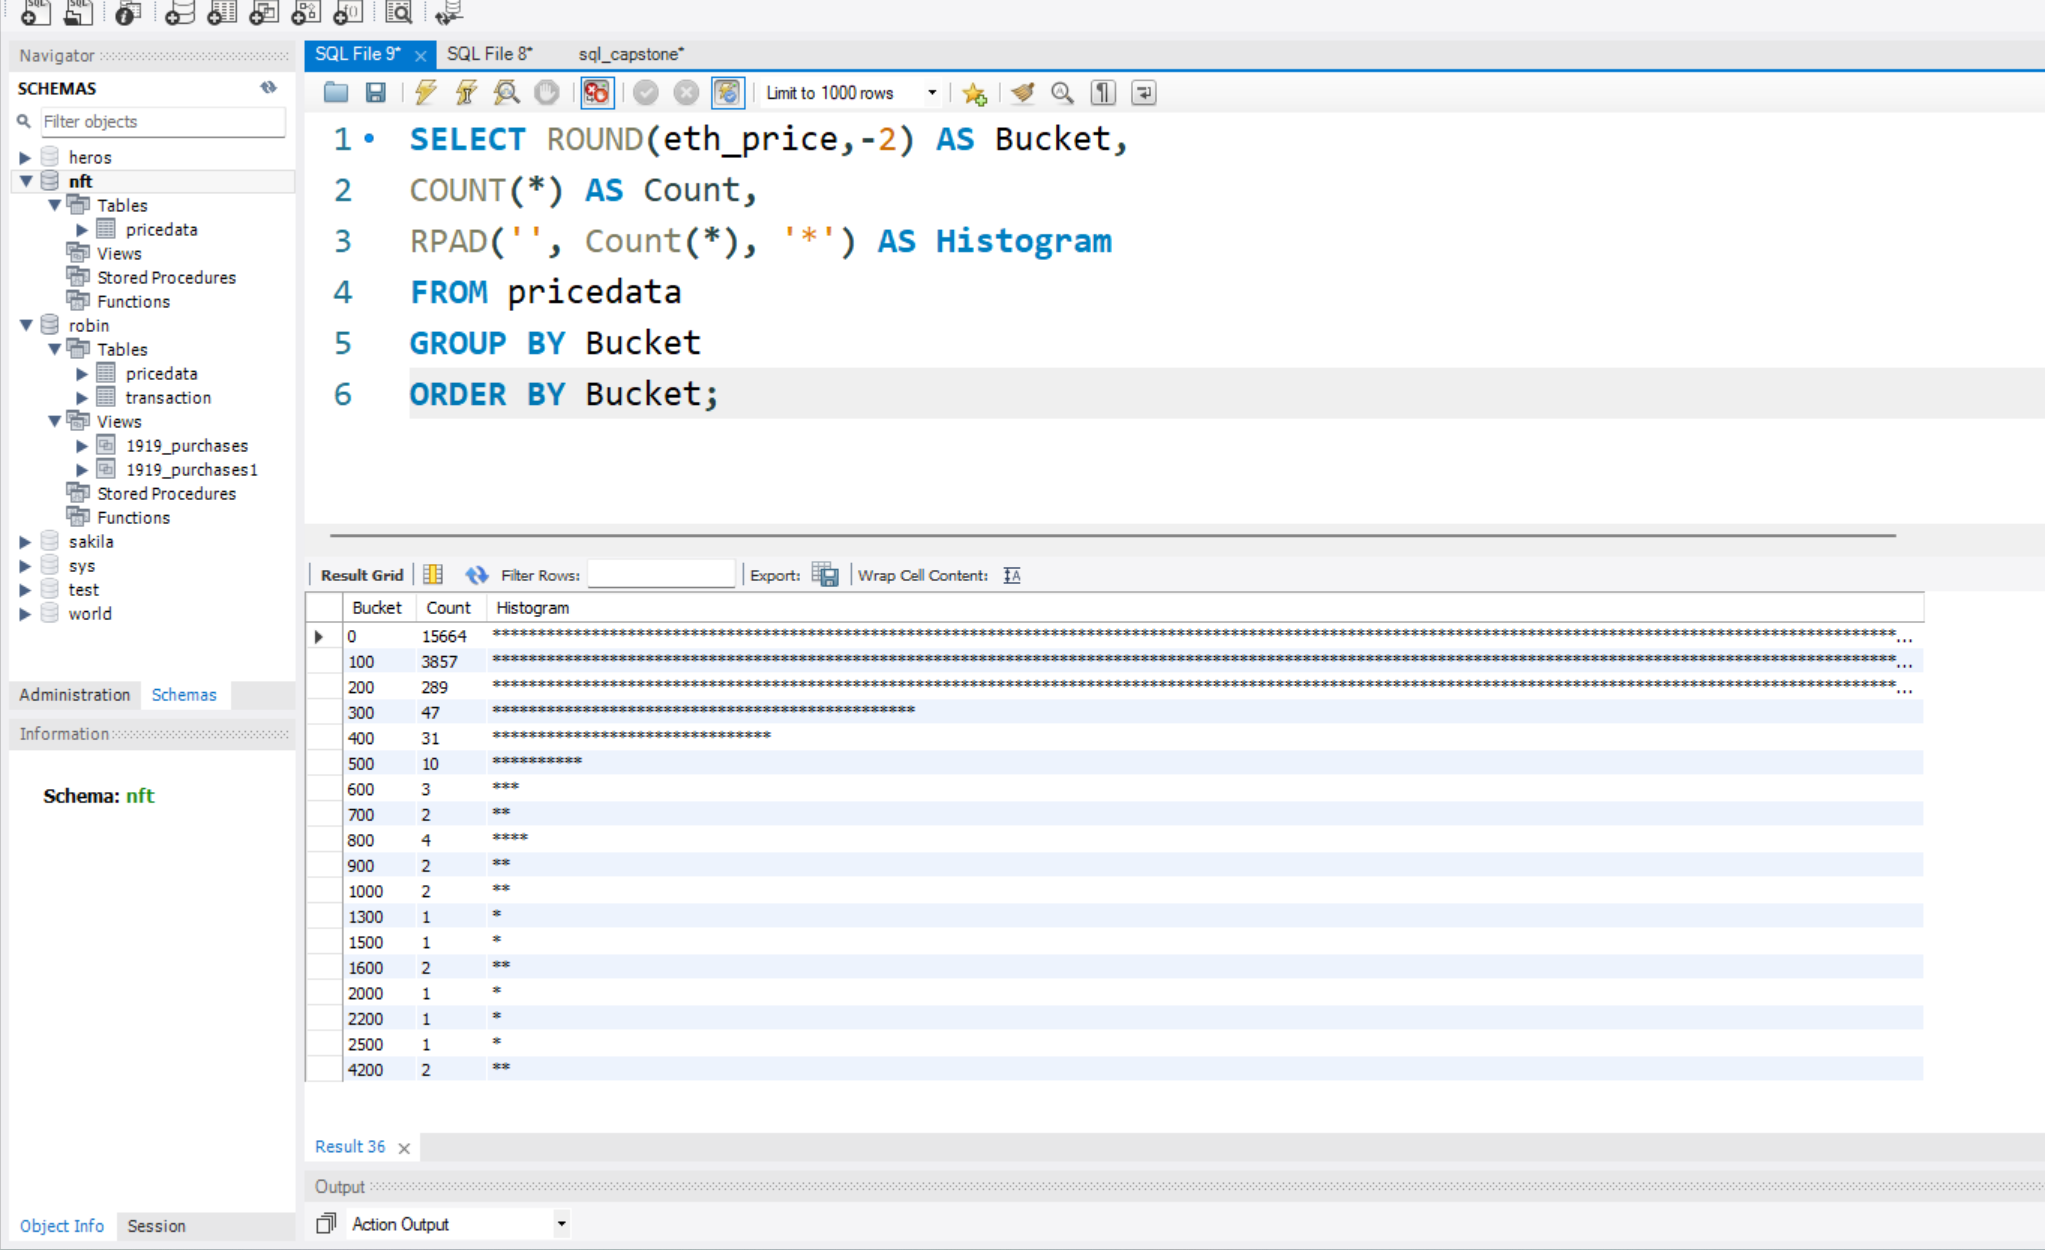 Navigator
SCHEMAS
Filter objects
heros
nft
Tables
pricedata
Views
Stored Procedures
Functions
robin
Tables
pricedata
transaction
Views
1919_purchases
1919_purchases1
Stored Procedures
Functions
sakila
sys
test
world
Administration Schemas
Information
Schema: nft
Object Info Session
SQL File 9* SQL File 8* sql_capstone*
Limit to 1000 rows
1 SELECT ROUND(eth_price,-2) AS Bucket,
2 COUNT(*) AS Count,
3 RPAD('', Count(*), '*') AS Histogram
4 FROM pricedata
5 GROUP BY Bucket
6 ORDER BY Bucket;
Result Grid Filter Rows: Export: Wrap Cell Content:
Bucket Count Histogram
0 15664
100 3857
200 289
300 47 ***********************************************
400 31 *******************************
500 10 **********
600 3 ***
700 2 **
800 4 ****
900 2 **
1000 2 **
1300 1 *
1500 1 *
1600 2 **
2000 1 *
2200 1 *
2500 1 *
4200 2 **
Result 36
Output
Action Output